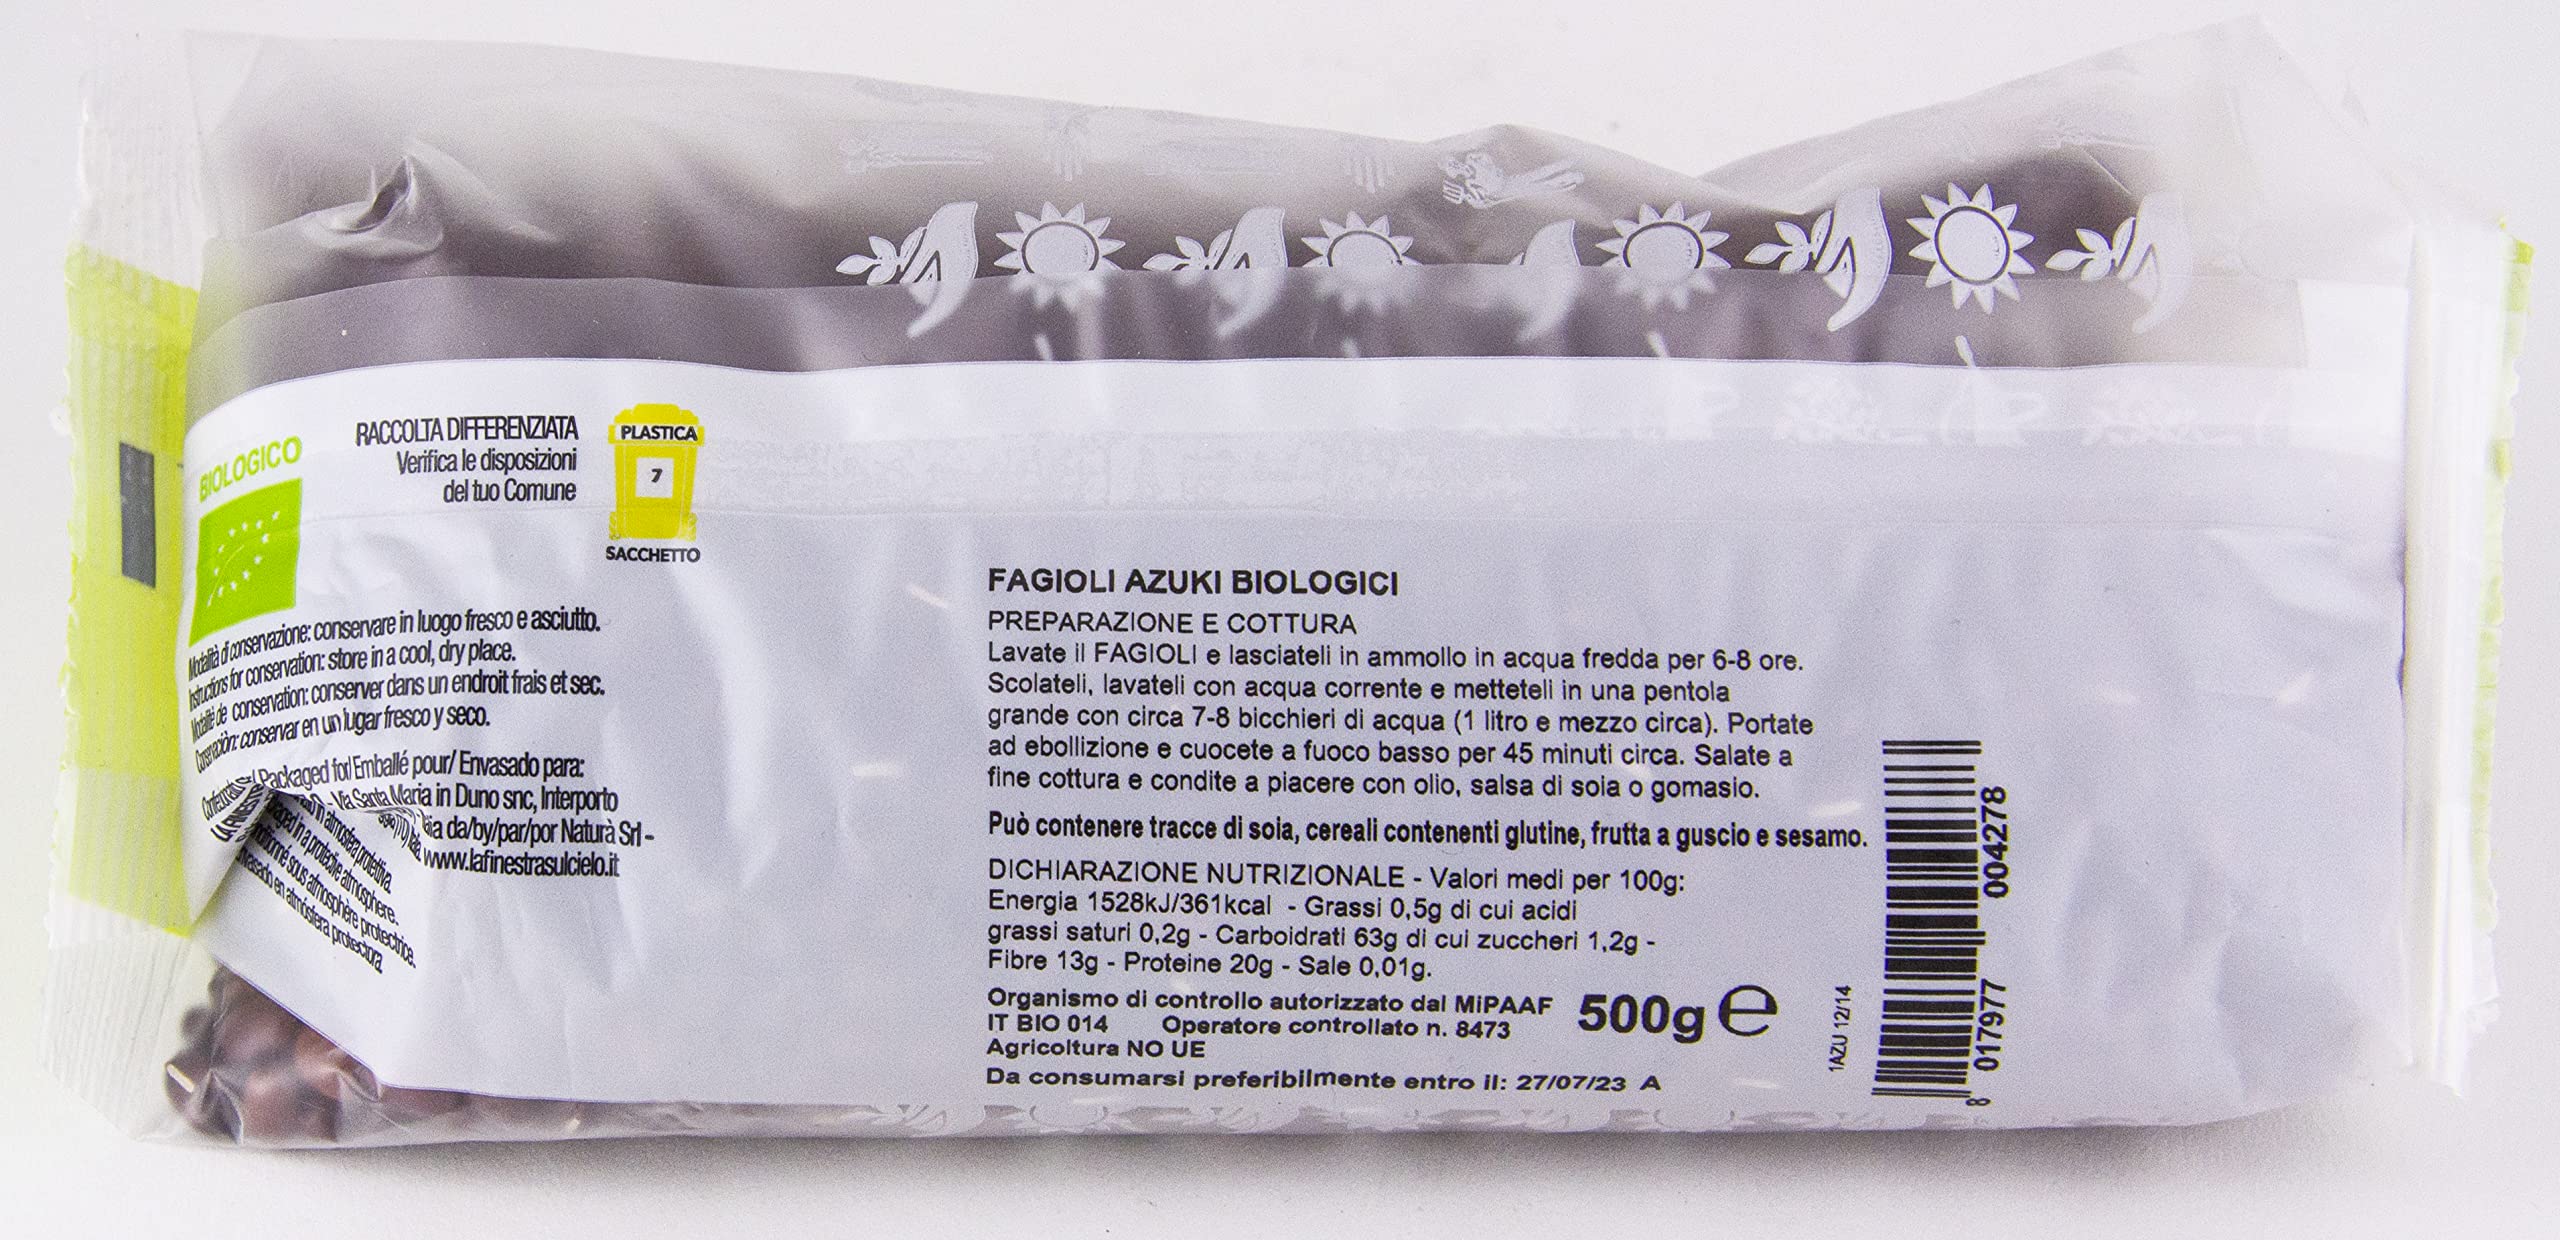 BIOLOGICO
RACCOLTA DIFFERENZIATA
Verifica le disposizioni
del tuo Comune
PLASTICA
7
SACCHETTO
Modalità di conservazione: conservare in luogo fresco e asciutto.
Instructions for conservation: store in a cool, dry place.
Modalité de conservation: conserver dans un endroit frais et sec.
Conservaciòn: conservar en un lugar fresco y seco.
Packaged for/ Emballé pour/ Envasado para:
Via Santa Maria in Duno snc, Interporto
da/by/par/por Naturà Srl -
www.lafinestrasulcielo.it
in atmosfera protettiva.
in a protective atmosphere.
sous atmosphère protectrice.
en atmósfera protectora.
FAGIOLI AZUKI BIOLOGICI
PREPARAZIONE E COTTURA
Lavate il FAGIOLI e lasciateli in ammollo in acqua fredda per 6-8 ore.
Scolateli, lavateli con acqua corrente e metteteli in una pentola
grande con circa 7-8 bicchieri di acqua (1 litro e mezzo circa). Portate
ad ebollizione e cuocete a fuoco basso per 45 minuti circa. Salate a
fine cottura e condite a piacere con olio, salsa di soia o gomasio.
Può contenere tracce di soia, cereali contenenti glutine, frutta a guscio e sesamo.
DICHIARAZIONE NUTRIZIONALE - Valori medi per 100g:
Energia 1528kJ/361kcal - Grassi 0,5g di cui acidi
grassi saturi 0,2g - Carboidrati 63g di cui zuccheri 1,2g -
Fibre 13g - Proteine 20g - Sale 0,01g.
Organismo di controllo autorizzato dal MiPAAF
IT BIO 014 Operatore controllato n. 8473
Agricoltura NO UE
500g e
Da consumarsi preferibilmente entro il: 27/07/23 A
1AZU 12/14
8 017977 004278